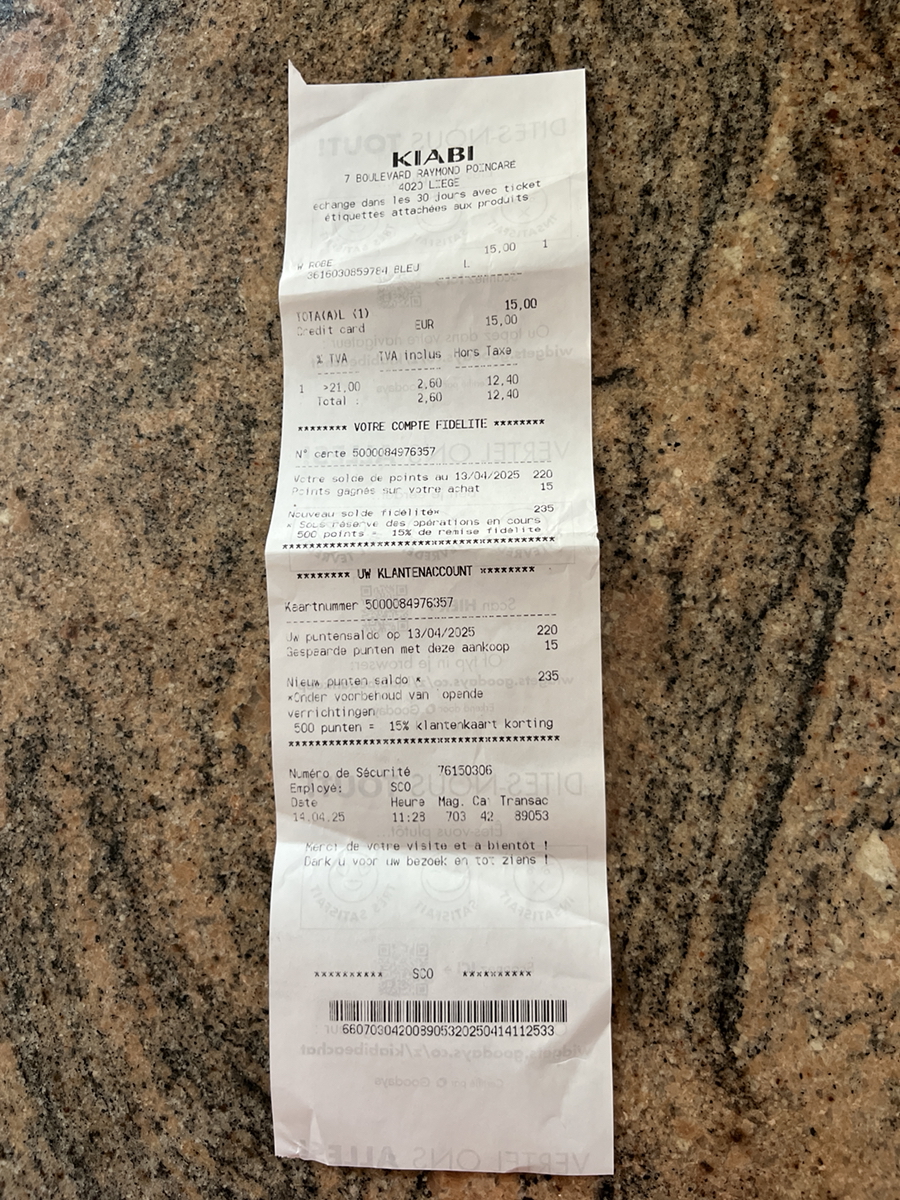 KIABI
7 BOULEVARD RAYMOND POINCARE
4020 LIEGE
echange dans les 30 jours avec ticket
étiquettes attachées aux produits
15,00 1
W ROBE
3616030859784 BLEU L
TOTA(A)L (1) 15,00
Credit card EUR 15,00
% TVA TVA inclus Hors Taxe
1 >21,00 2,60 12,40
Total : 2,60 12,40
******** VOTRE COMPTE FIDELITE ********
N° carte 5000084976357
Votre solde de points au 13/04/2025 220
Points gagnés sur votre achat 15
Nouveau solde fidélité* 235
* Sous réserve des opérations en cours
500 points = 15% de remise fidélité
****************************************
******** UW KLANTENACCOUNT ********
Kaartnummer 5000084976357
Uw puntensaldo op 13/04/2025 220
Gespaarde punten met deze aankoop 15
Nieuw punten saldo * 235
*Onder voorbehoud van opende
verrichtingen
500 punten = 15% klantenkaart korting
****************************************
Numéro de Sécurité 76150306
Employé: SCO
Date Heure Mag. Ca Transac
14.04.25 11:28 703 42 89053
Merci de votre visite et à bientôt !
Dank u voor uw bezoek en tot ziens !
********** SCO **********
660703042008905320250414112533